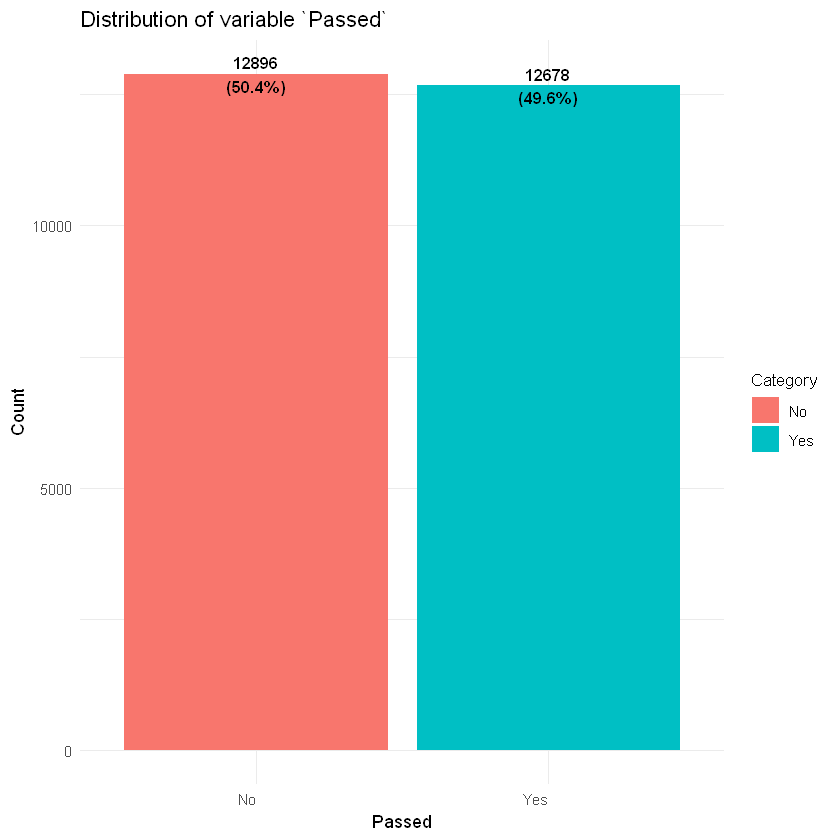 Distribution of variable `Passed`
12896
(50.4%)
12678
(49.6%)
10000
5000
0
Count
No
Yes
Passed
Category
No
Yes